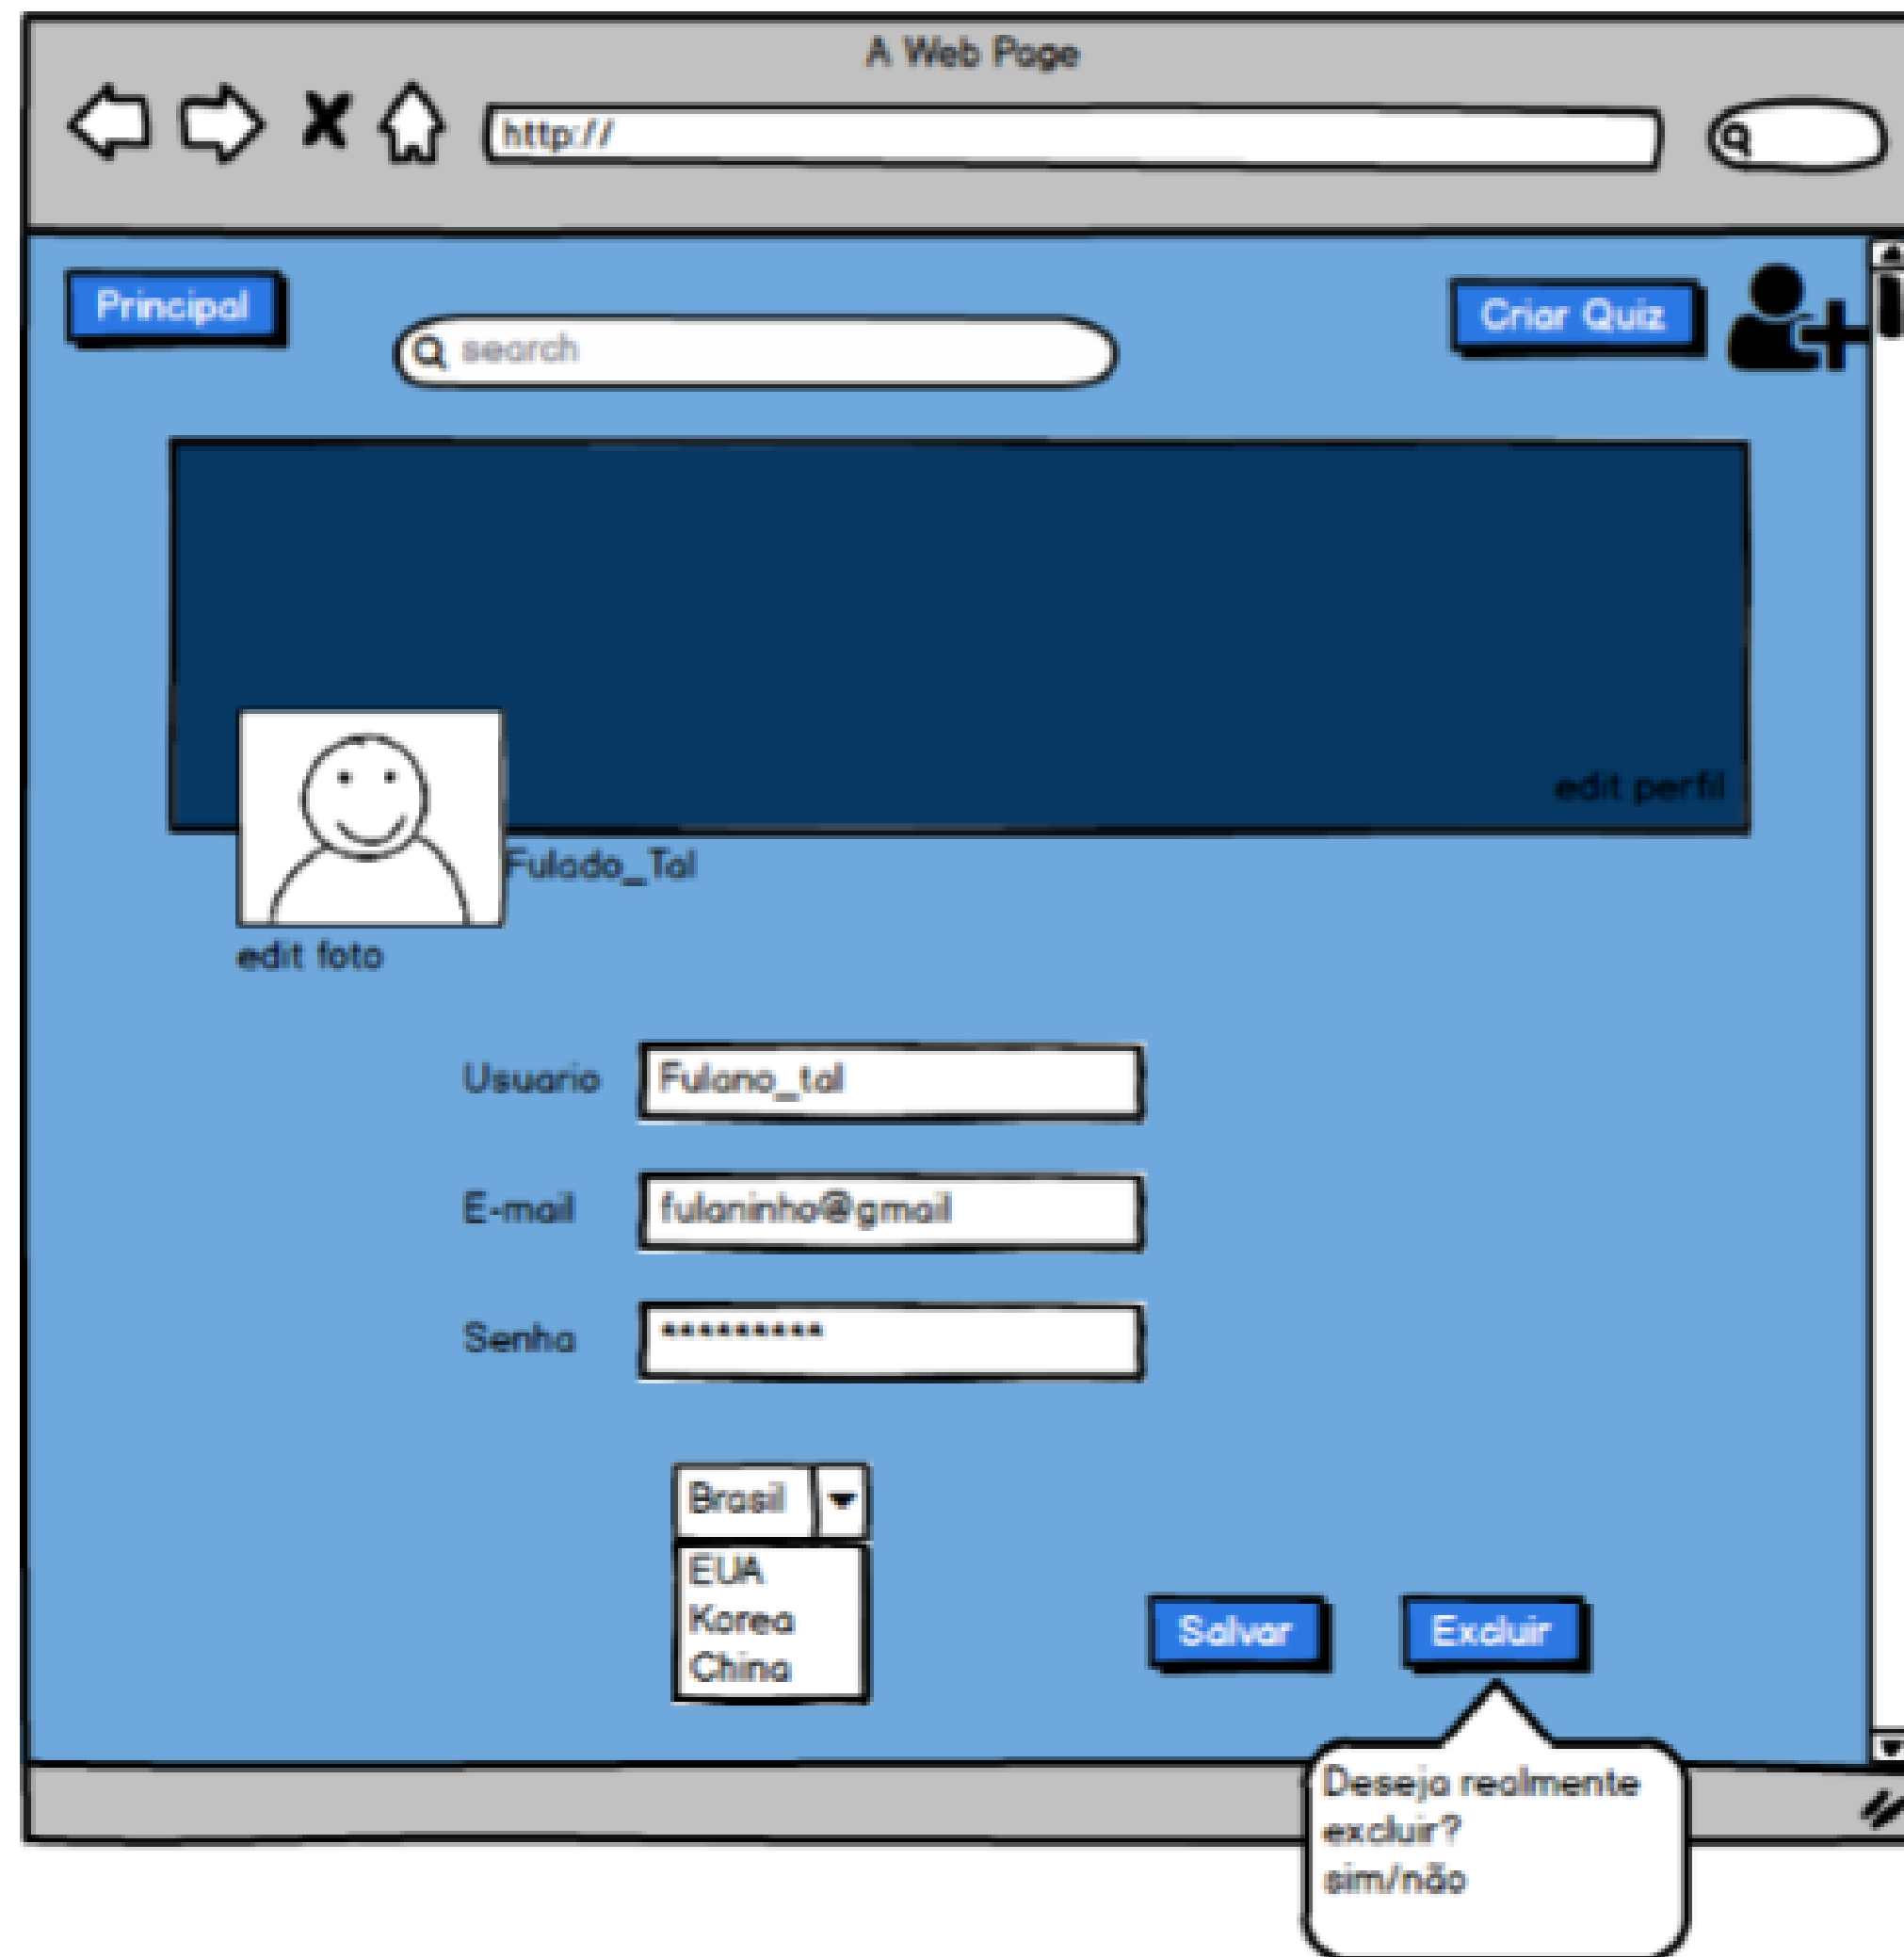 A Web Page
http://
Principal
search
Criar Quiz
edit perfil
Fulado_Tal
edit foto
Usuario
Fulano_tal
E-mail
fulaninho@gmail
Senha
*********
Brasil
EUA
Korea
China
Salvar
Excluir
Deseja realmente
excluir?
sim/não